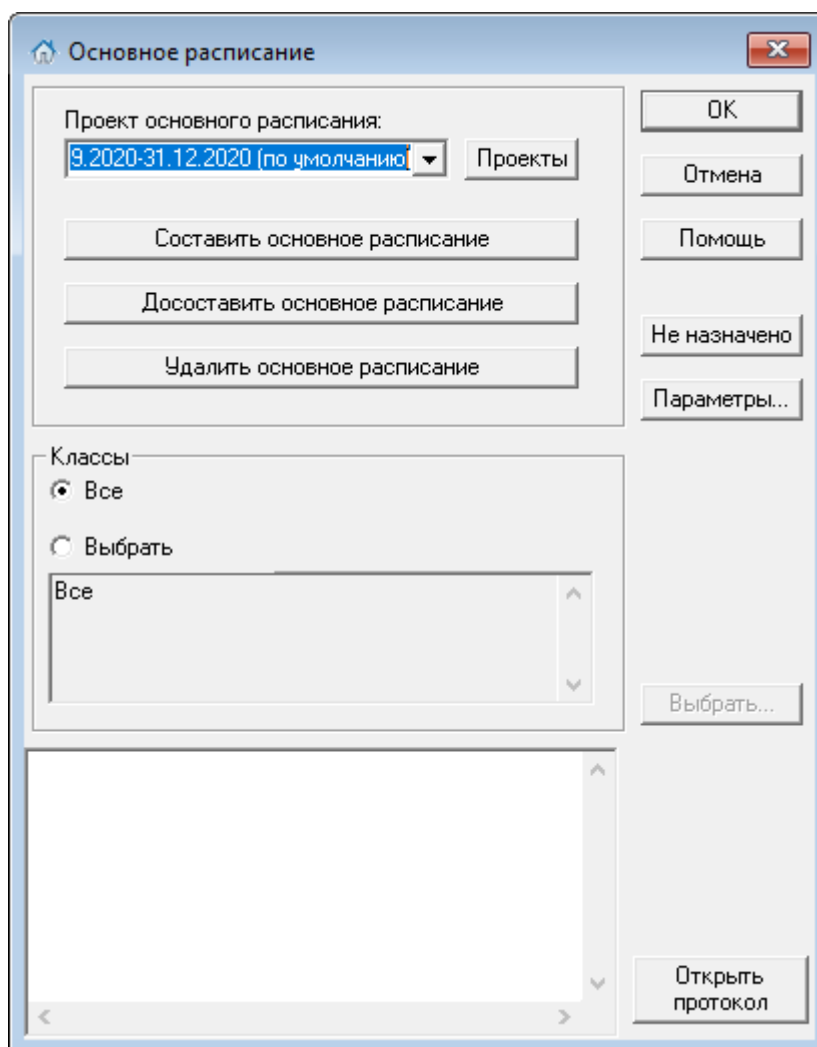 Основное расписание
Проект основного расписания:
9.2020-31.12.2020 (по умолчанию)
Проекты
Составить основное расписание
Досоставить основное расписание
Удалить основное расписание
OK
Отмена
Помощь
Не назначено
Параметры...
Классы
Все
Выбрать
Все
Выбрать...
Открыть
протокол